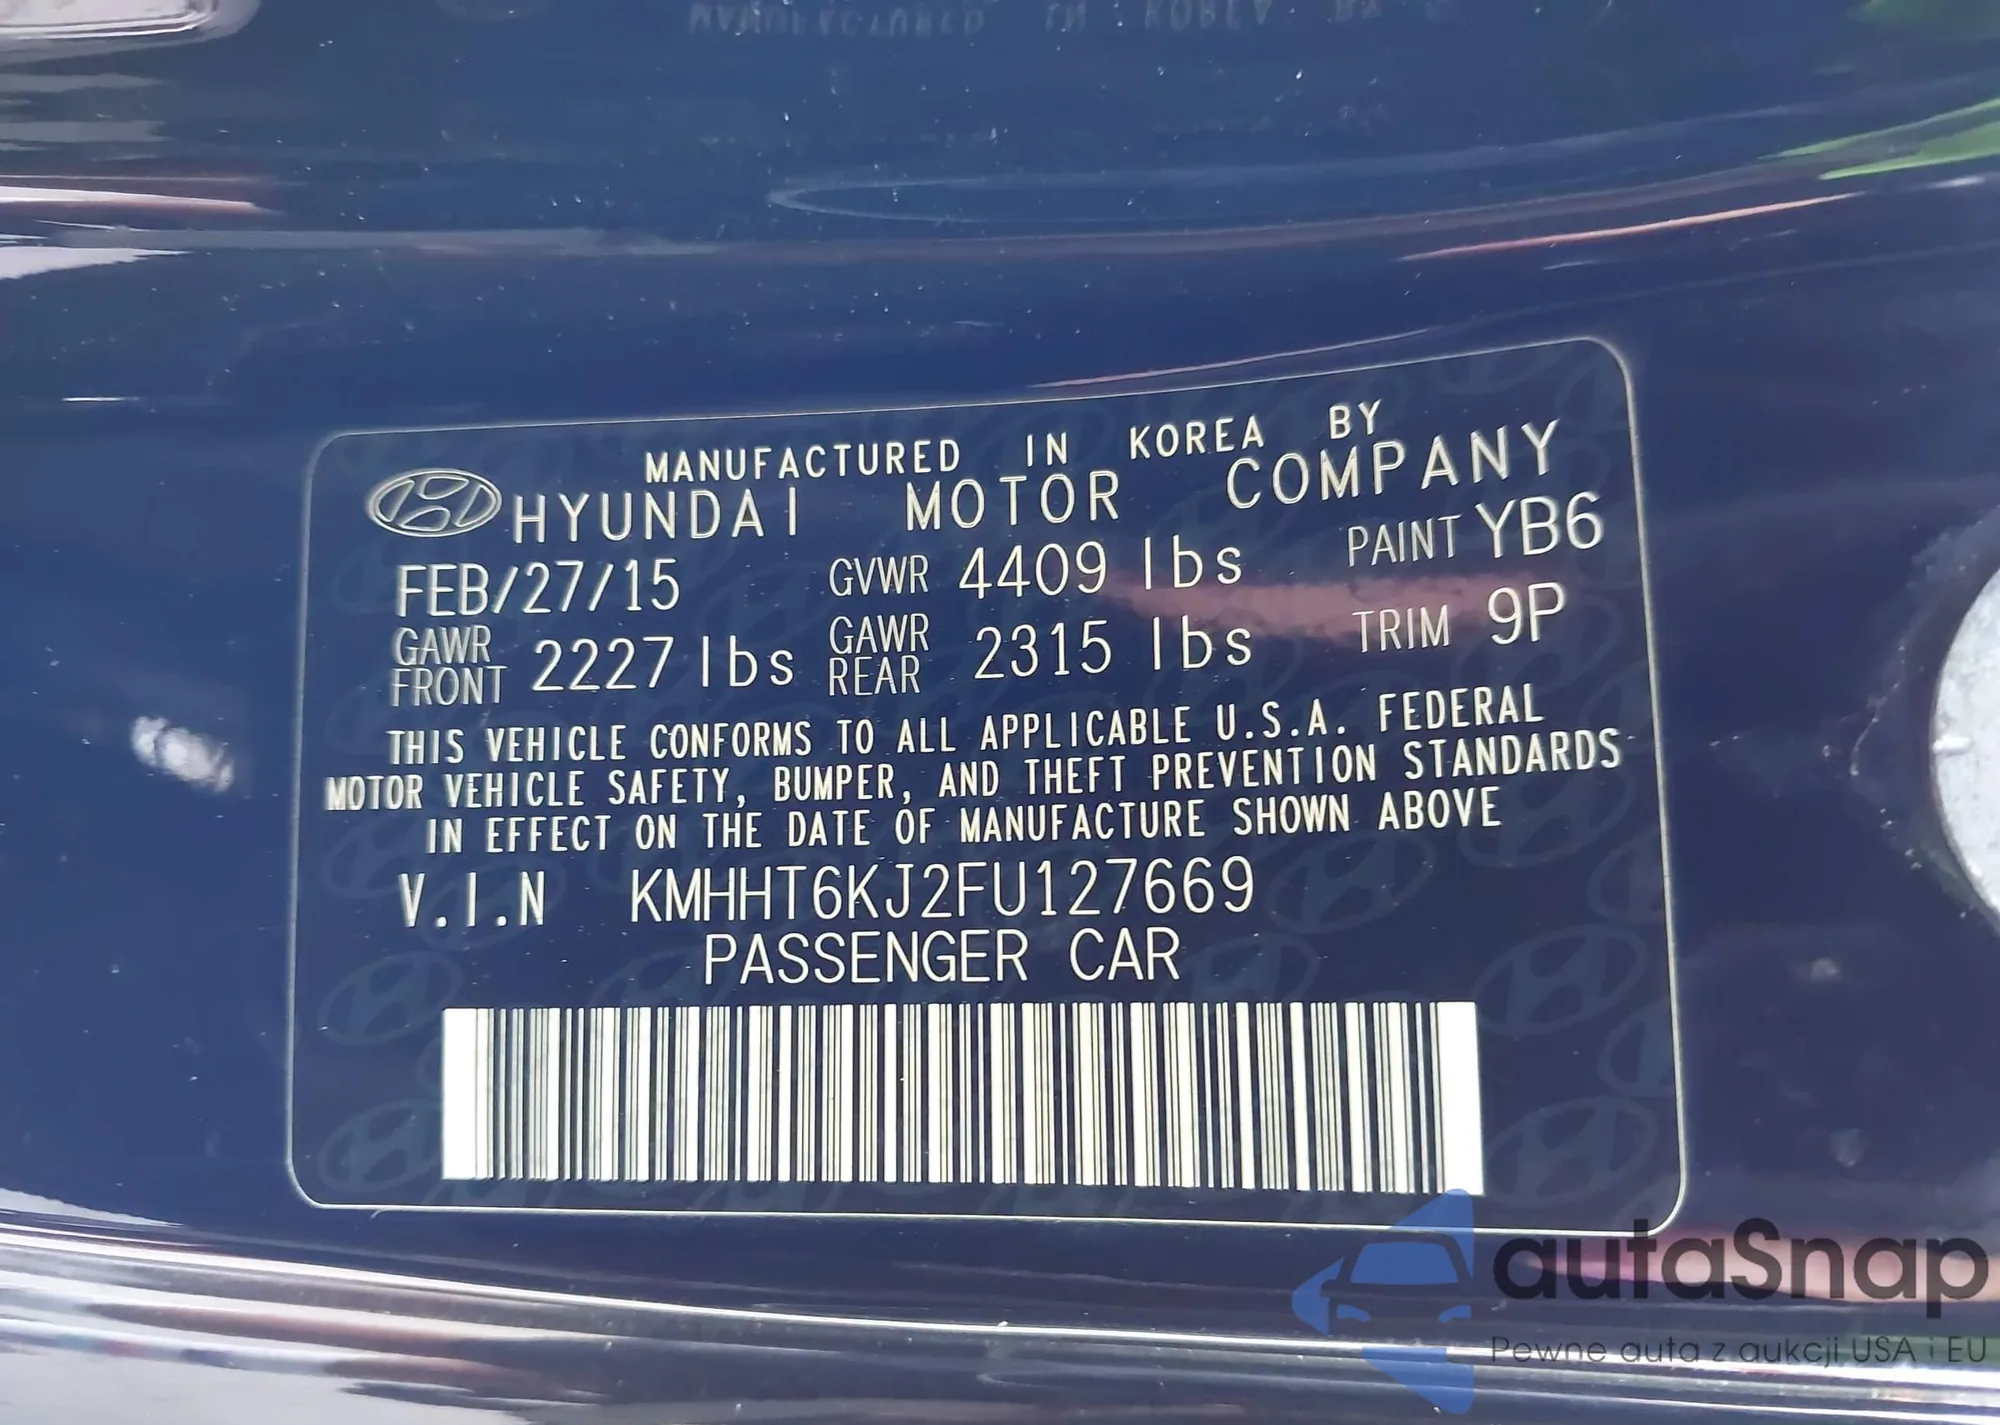 MANUFACTURED IN KOREA BY
HYUNDAI MOTOR COMPANY
FEB/27/15 GVWR 4409 lbs PAINT YB6
GAWR FRONT 2227 lbs GAWR REAR 2315 lbs TRIM 9P
THIS VEHICLE CONFORMS TO ALL APPLICABLE U.S.A. FEDERAL
MOTOR VEHICLE SAFETY, BUMPER, AND THEFT PREVENTION STANDARDS
IN EFFECT ON THE DATE OF MANUFACTURE SHOWN ABOVE
V.I.N KMHHT6KJ2FU127669
PASSENGER CAR
autaSnap
Pewne auta z aukcji USA i EU